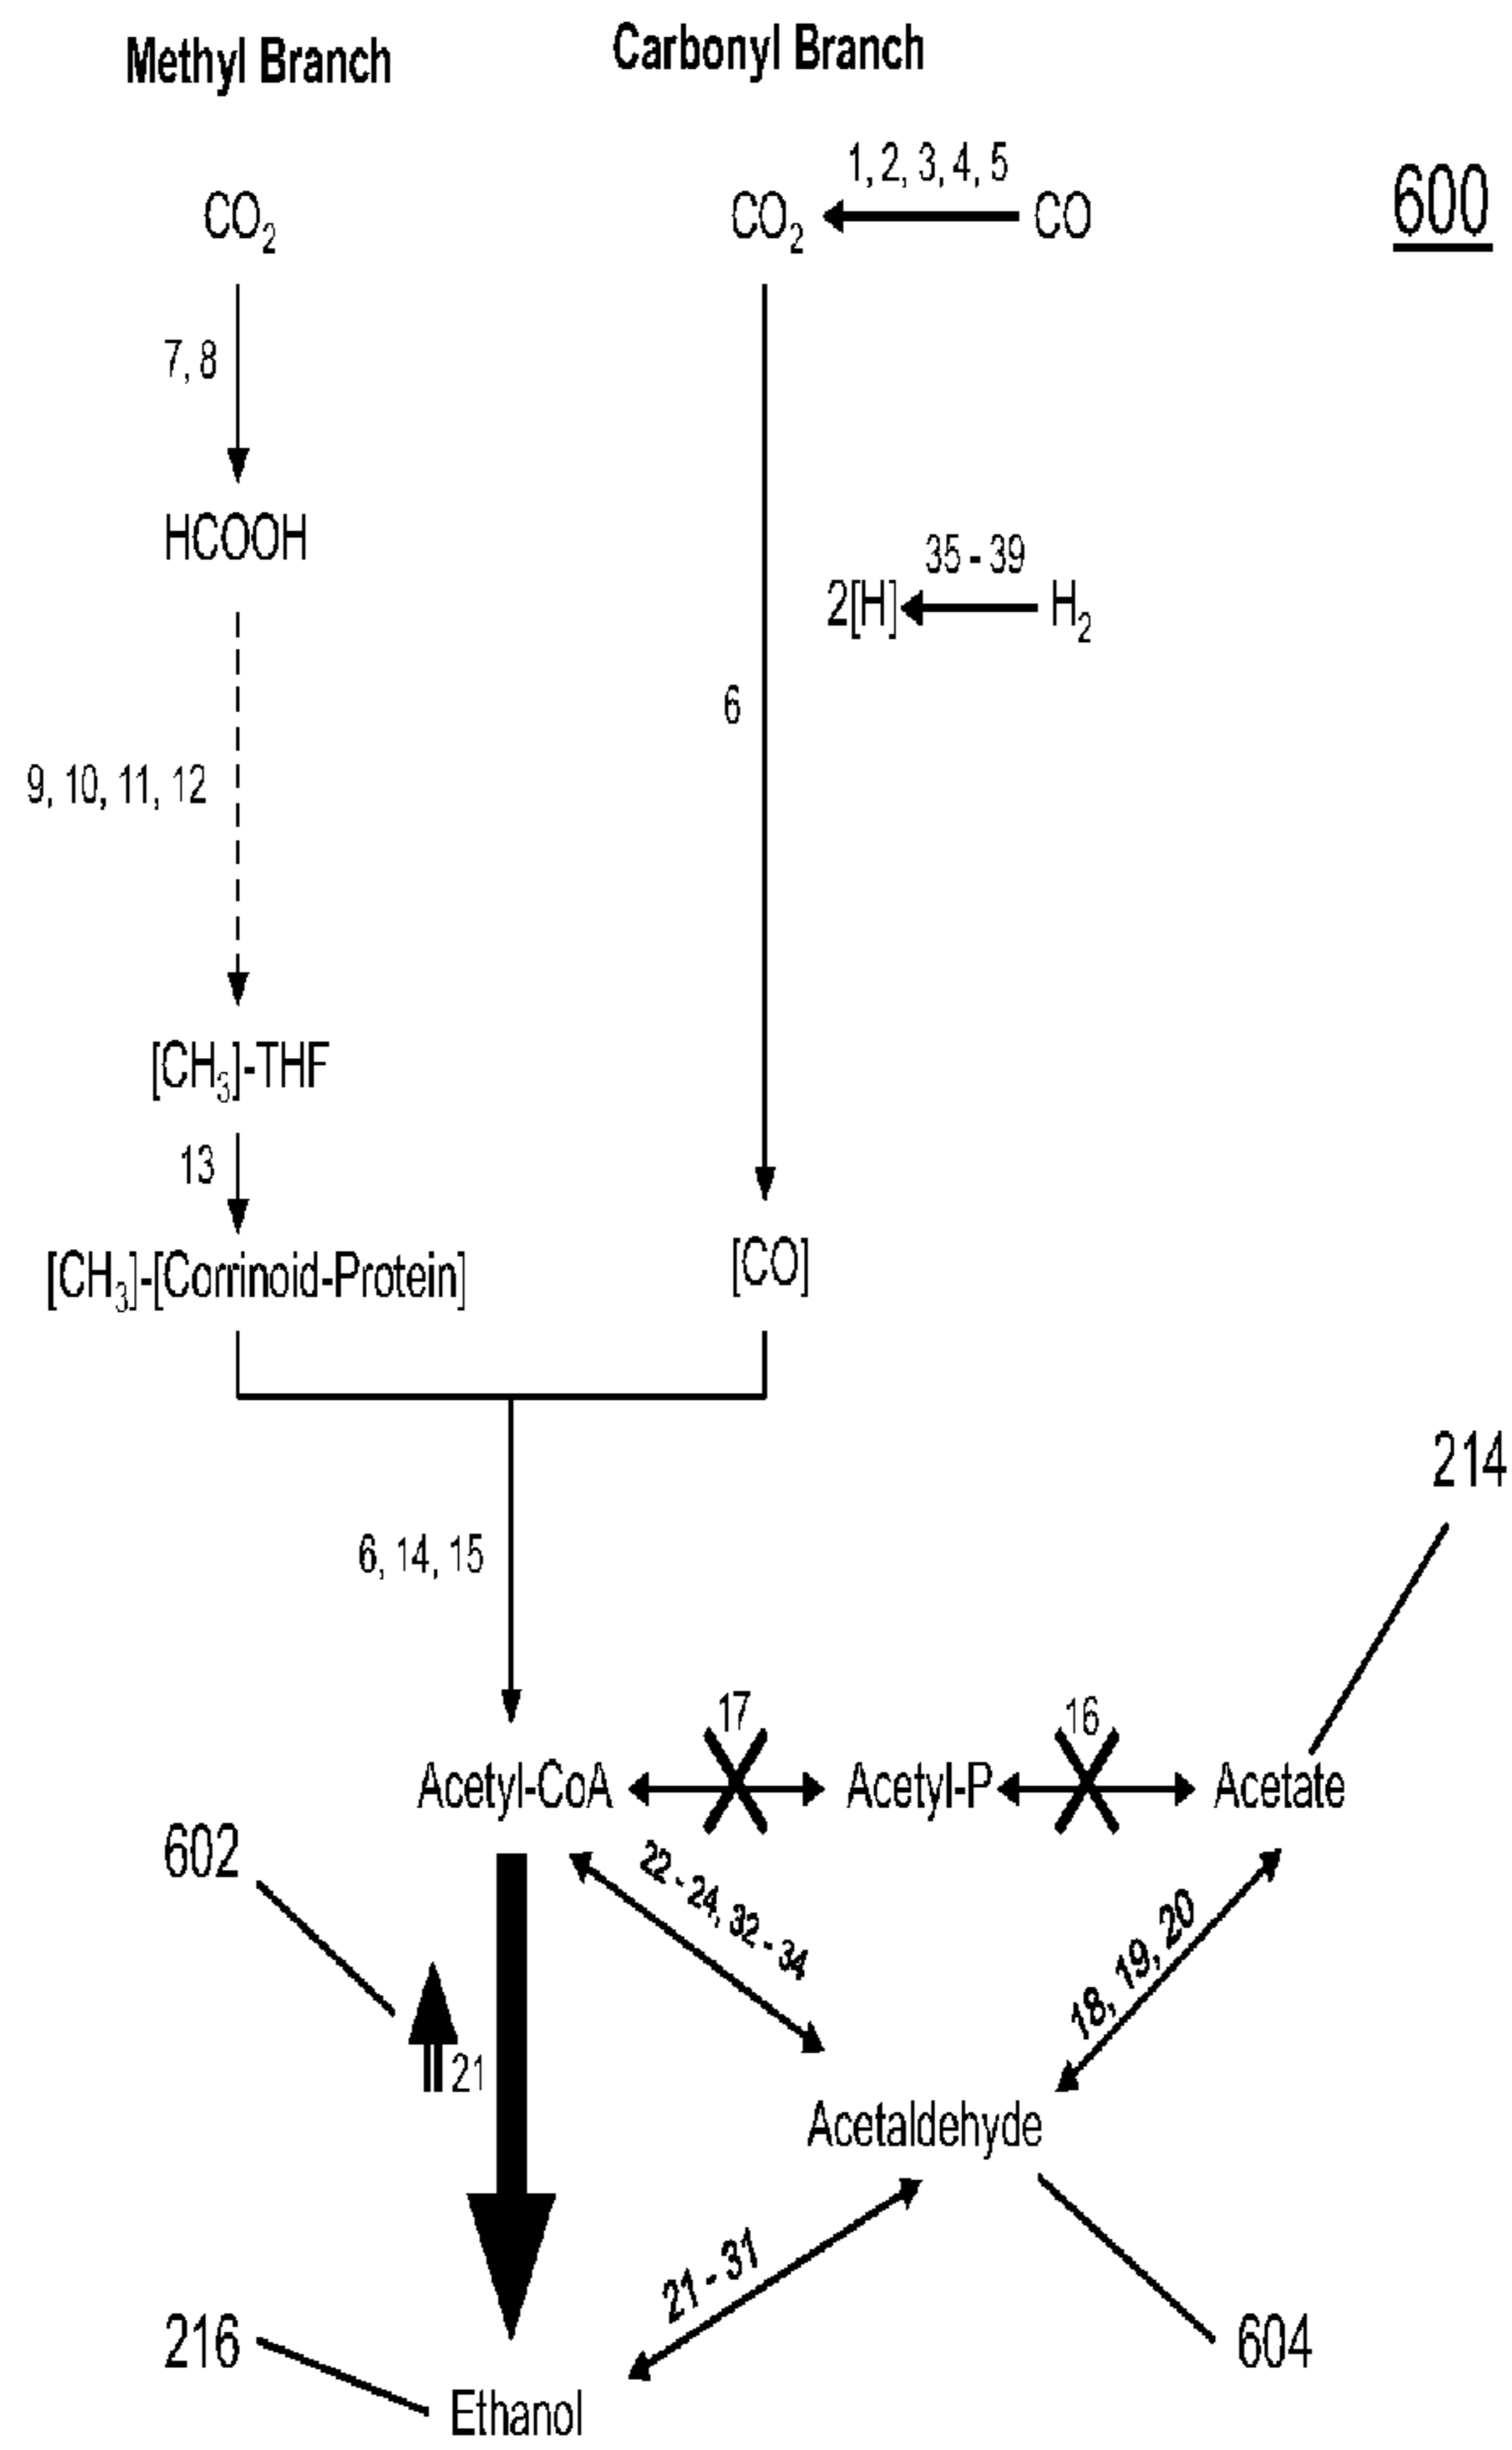 Methyl Branch
Carbonyl Branch
1, 2, 3, 4, 5
600
CO2
CO2
CO
7, 8
HCOOH
35 - 39
2[H]
H2
6
9, 10, 11, 12
[CH3]-THF
13
[CH3]-[Corrinoid-Protein]
[CO]
214
6, 14, 15
17
16
Acetyl-CoA
Acetyl-P
Acetate
602
22 - 24, 32 - 34
18, 19, 20
21
Acetaldehyde
21 - 31
216
604
Ethanol